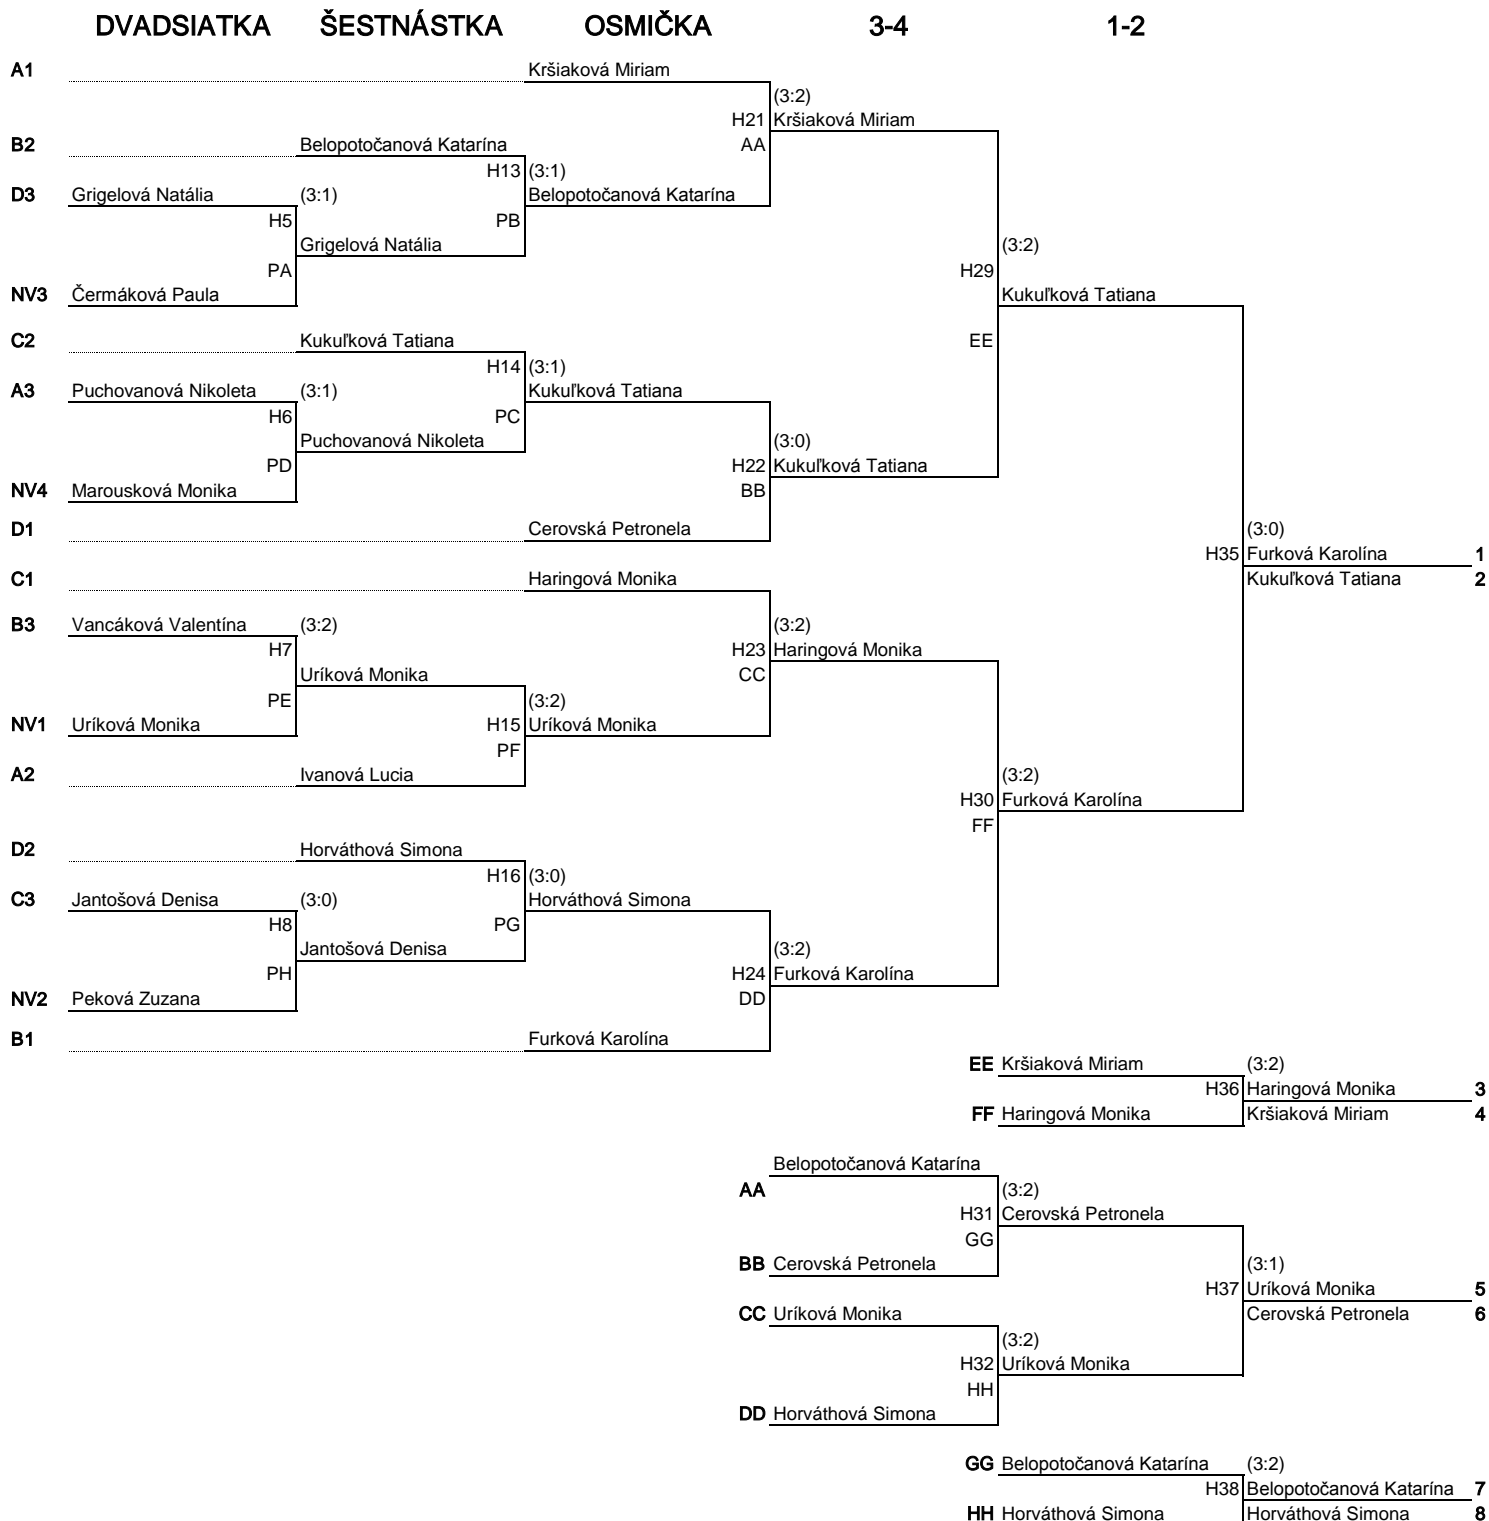 DVADSIATKA ŠESTNÁSTKA OSMIČKA 3-4 1-2
A1 Kršiaková Miriam
(3:2)
H21 Kršiaková Miriam
B2 Belopotočanová Katarína AA
H13 (3:1)
D3 Grigelová Natália (3:1) Belopotočanová Katarína
H5 PB
Grigelová Natália (3:2)
PA H29
NV3 Čermáková Paula Kukuľková Tatiana
C2 Kukuľková Tatiana EE
H14 (3:1)
A3 Puchovanová Nikoleta (3:1) Kukuľková Tatiana
H6 PC
Puchovanová Nikoleta (3:0)
PD H22 Kukuľková Tatiana
NV4 Marousková Monika BB
D1 Cerovská Petronela (3:0)
H35 Furková Karolína 1
C1 Haringová Monika Kukuľková Tatiana 2
B3 Vancáková Valentína (3:2) (3:2)
H7 H23 Haringová Monika
Uríková Monika CC
PE (3:2)
NV1 Uríková Monika H15 Uríková Monika
PF
A2 Ivanová Lucia (3:2)
H30 Furková Karolína
FF
D2 Horváthová Simona
H16 (3:0)
C3 Jantošová Denisa (3:0) Horváthová Simona
H8 PG
Jantošová Denisa (3:2)
PH H24 Furková Karolína
NV2 Peková Zuzana DD
B1 Furková Karolína
EE Kršiaková Miriam (3:2)
H36 Haringová Monika 3
FF Haringová Monika Kršiaková Miriam 4
Belopotočanová Katarína
AA (3:2)
H31 Cerovská Petronela
GG
BB Cerovská Petronela (3:1)
H37 Uríková Monika 5
CC Uríková Monika Cerovská Petronela 6
(3:2)
H32 Uríková Monika
HH
DD Horváthová Simona
GG Belopotočanová Katarína (3:2)
H38 Belopotočanová Katarína 7
HH Horváthová Simona Horváthová Simona 8